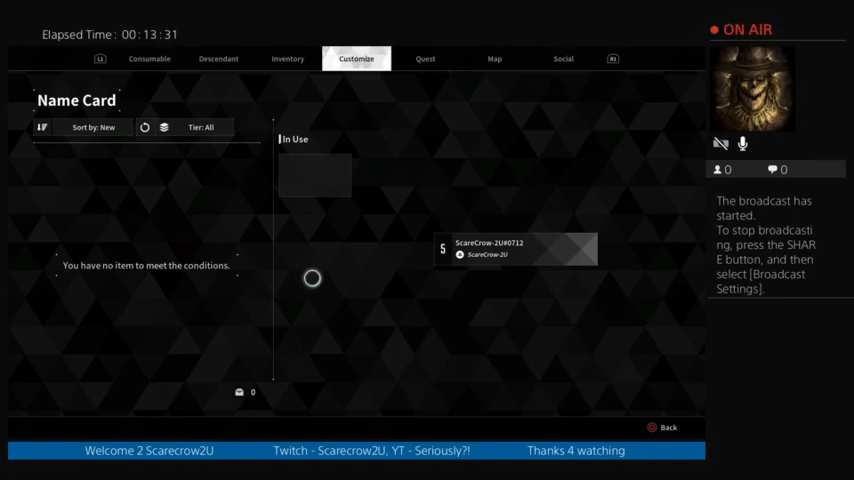 Elapsed Time : 00:13:31
ON AIR
L1 Consumable Descendant Inventory Customize Quest Map Social R1
Name Card
Sort by: New Tier: All
In Use
0 0
The broadcast has
started.
To stop broadcasti
ng, press the SHAR
E button, and then
select [Broadcast
Settings].
5 ScareCrow-2U#0712
ScareCrow-2U
You have no item to meet the conditions.
0
Back
Welcome 2 Scarecrow2U Twitch - Scarecrow2U, YT - Seriously?! Thanks 4 watching